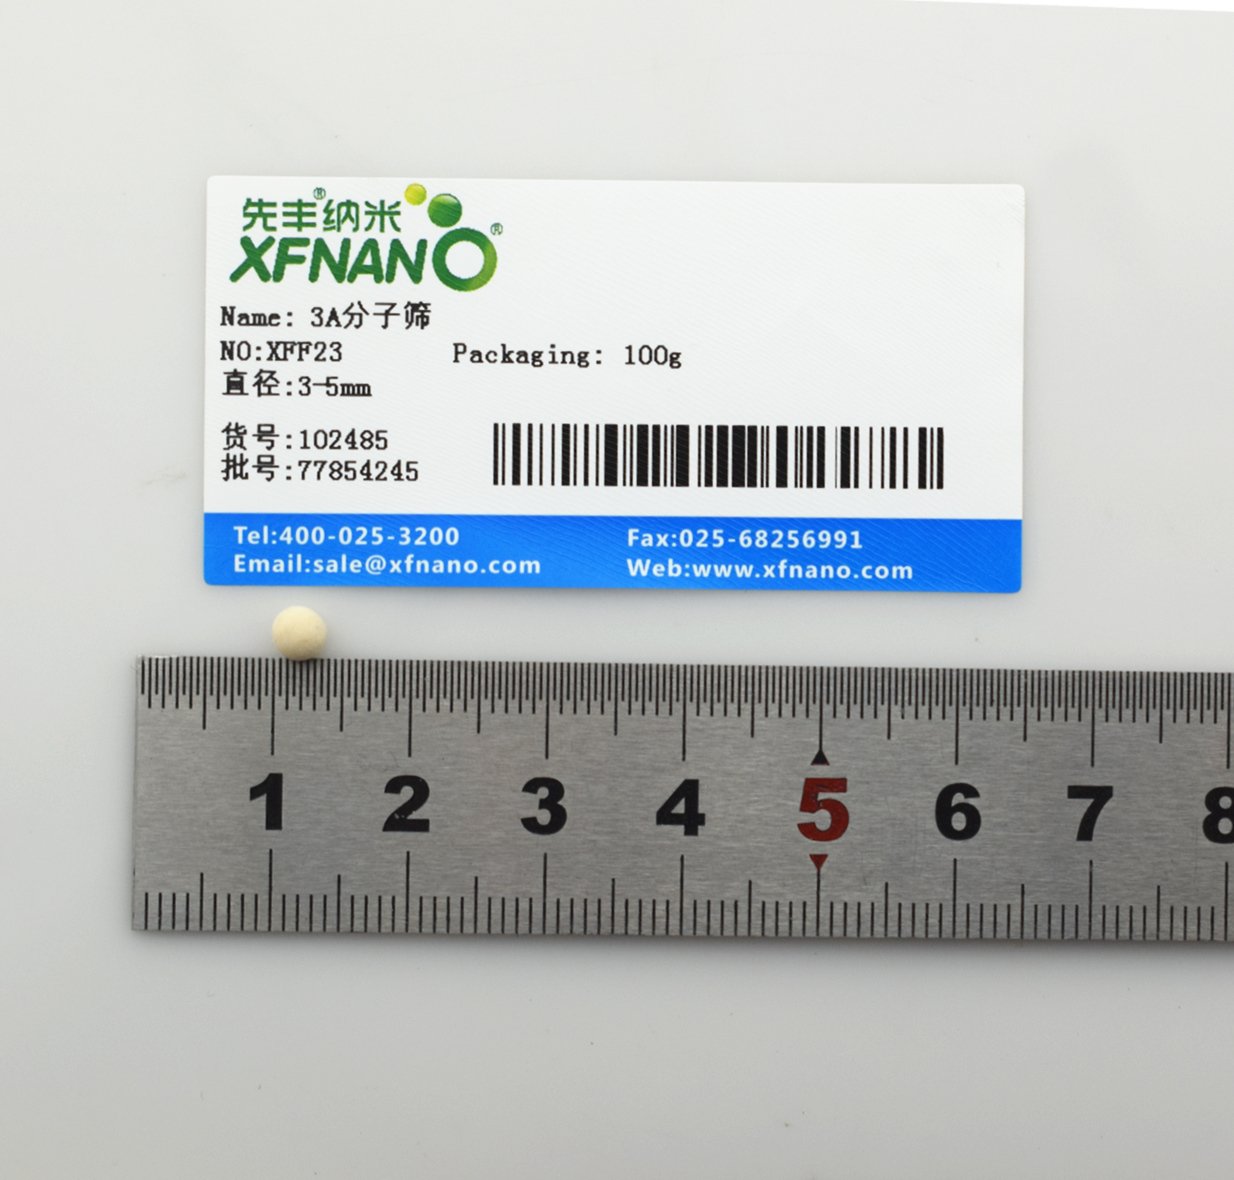 先丰®纳米
XFNANO®
Name: 3A分子筛
NO:XFF23 Packaging: 100g
直径:3-5mm
货号:102485
批号:77854245
Tel:400-025-3200 Fax:025-68256991
Email:sale@xfnano.com Web:www.xfnano.com
1 2 3 4 5 6 7 8